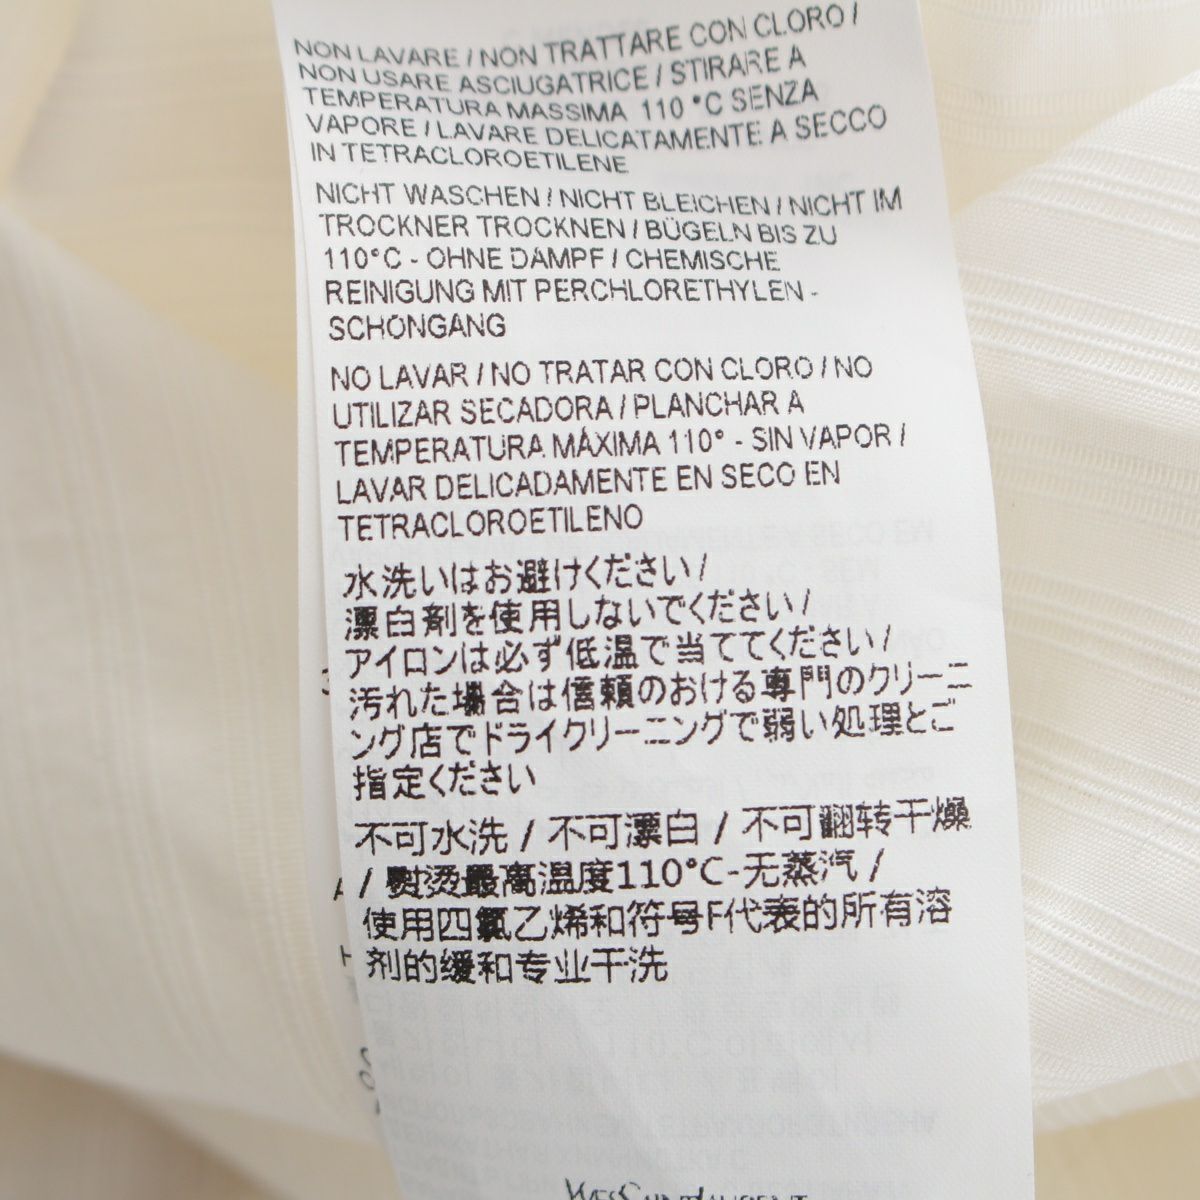 NON LAVARE / NON TRATTARE CON CLORO /
NON USARE ASCIUGATRICE / STIRARE A
TEMPERATURA MASSIMA 110 °C SENZA
VAPORE / LAVARE DELICATAMENTE A SECCO
IN TETRACLOROETILENE
NICHT WASCHEN / NICHT BLEICHEN / NICHT IM
TROCKNER TROCKNEN / BÜGELN BIS ZU
110°C - OHNE DAMPF / CHEMISCHE
REINIGUNG MIT PERCHLORETHYLEN -
SCHONGANG
NO LAVAR / NO TRATAR CON CLORO / NO
UTILIZAR SECADORA / PLANCHAR A
TEMPERATURA MÁXIMA 110° - SIN VAPOR /
LAVAR DELICADAMENTE EN SECO EN
TETRACLOROETILENO
水洗いはお避けください/
漂白剤を使用しないでください/
アイロンは必ず低温で当ててください/
汚れた場合は信頼のおける専門のクリーニ
ング店でドライクリーニングで弱い処理とご
指定ください
不可水洗 / 不可漂白 / 不可翻转干燥
/ 熨烫最高温度110°C-无蒸汽 /
使用四氯乙烯和符号F代表的所有溶
剂的缓和专业干洗